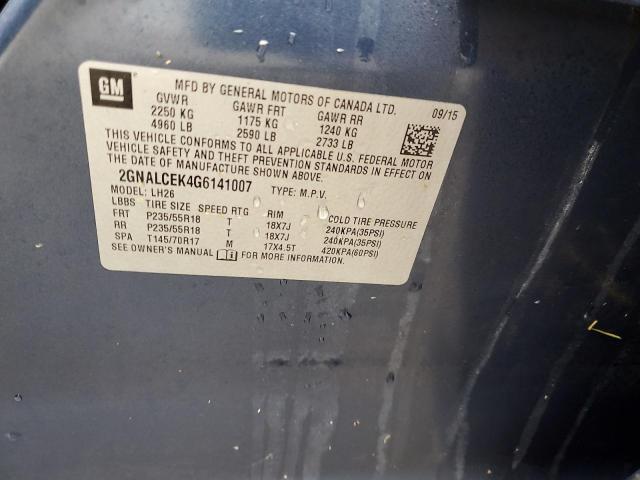 GM
MFD BY GENERAL MOTORS OF CANADA LTD.
GVWR GAWR FRT GAWR RR 09/15
2250 KG 1175 KG 1240 KG
4960 LB 2590 LB 2733 LB
THIS VEHICLE CONFORMS TO ALL APPLICABLE U.S. FEDERAL MOTOR
VEHICLE SAFETY AND THEFT PREVENTION STANDARDS IN EFFECT ON
THE DATE OF MANUFACTURE SHOWN ABOVE.
2GNALCEK4G6141007 TYPE: M.P.V.
MODEL: LH26
LBBS TIRE SIZE SPEED RTG RIM COLD TIRE PRESSURE
FRT P235/55R18 T 18X7J 240KPA(35PSI)
RR P235/55R18 T 18X7J 240KPA(35PSI)
SPA T145/70R17 M 17X4.5T 420KPA(60PSI)
SEE OWNER'S MANUAL FOR MORE INFORMATION.